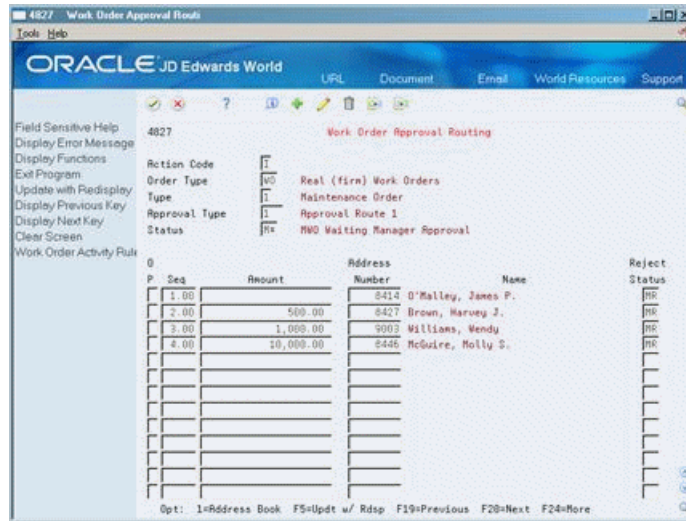 4827 Work Order Approval Routi
Tools Help
ORACLE JD Edwards World
URL Document Email World Resources Support
Field Sensitive Help
Display Error Message
Display Functions
Exit Program
Update with Redisplay
Display Previous Key
Display Next Key
Clear Screen
Work Order Activity Rule
4827 Work Order Approval Routing
Action Code I
Order Type WO Real (firm) Work Orders
Type 1 Maintenance Order
Approval Type 1 Approval Route 1
Status M* MWO Waiting Manager Approval
O Address Reject
P Seq Amount Number Name Status
1.00 8414 O'Malley, James P. MR
2.00 500.00 8427 Brown, Harvey J. MR
3.00 1,000.00 9003 Williams, Wendy MR
4.00 10,000.00 8446 McGuire, Molly S. MR
Opt: 1=Address Book F5=Updt w/ Rdsp F19=Previous F20=Next F24=More